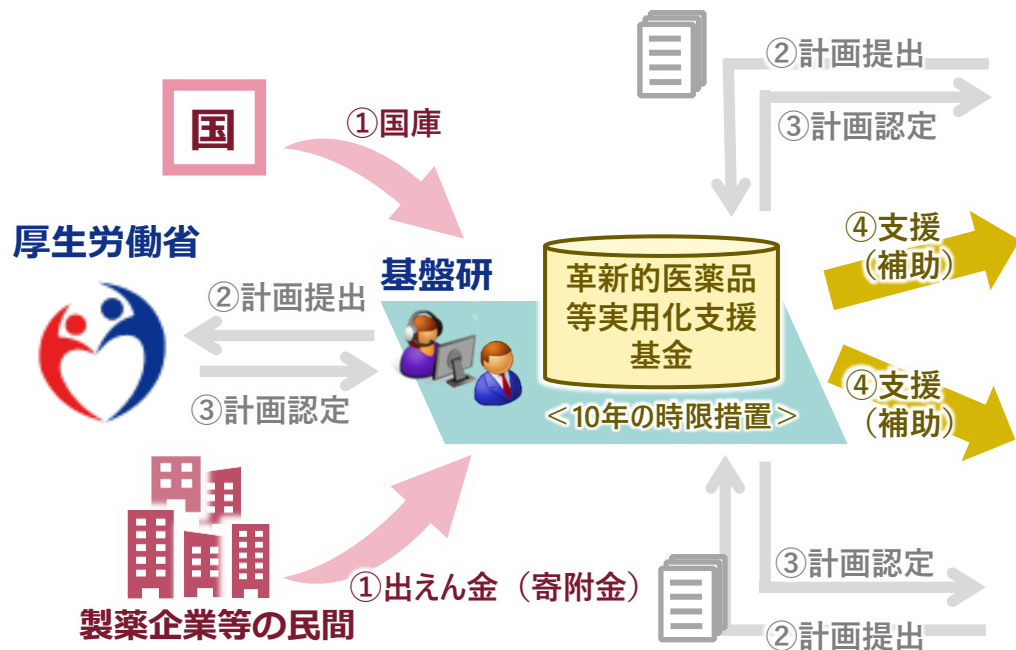 ②計画提出
国
①国庫
③計画認定
厚生労働省
④支援
（補助）
基盤研
革新的医薬品
等実用化支援
基金
②計画提出
③計画認定
④支援
（補助）
＜10年の時限措置＞
③計画認定
①出えん金（寄附金）
製薬企業等の民間
②計画提出